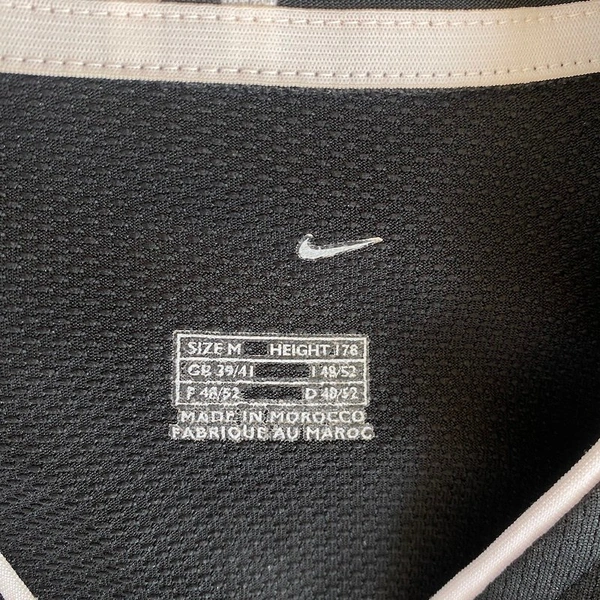 SIZE M HEIGHT 178
GB 39/41 I 48/52
F 48/52 D 48/52
MADE IN MOROCCO
FABRIQUE AU MAROC